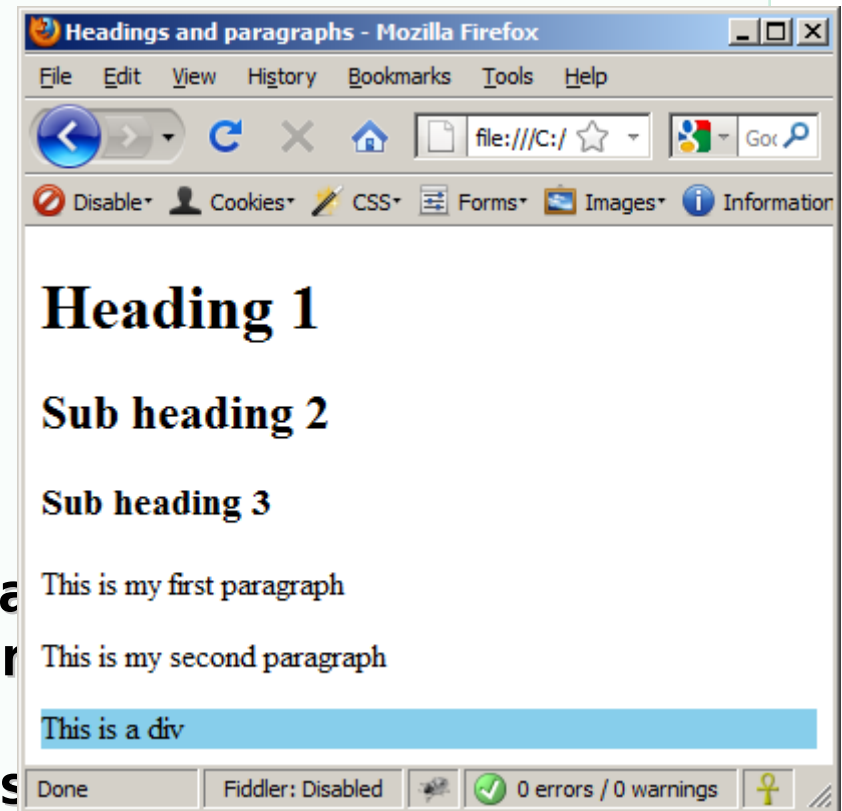 Headings and paragraphs - Mozilla Firefox
File Edit View History Bookmarks Tools Help
file:///C:/
Disable Cookies CSS Forms Images Information
Heading 1
Sub heading 2
Sub heading 3
This is my first paragraph
This is my second paragraph
This is a div
Done Fiddler: Disabled 0 errors / 0 warnings